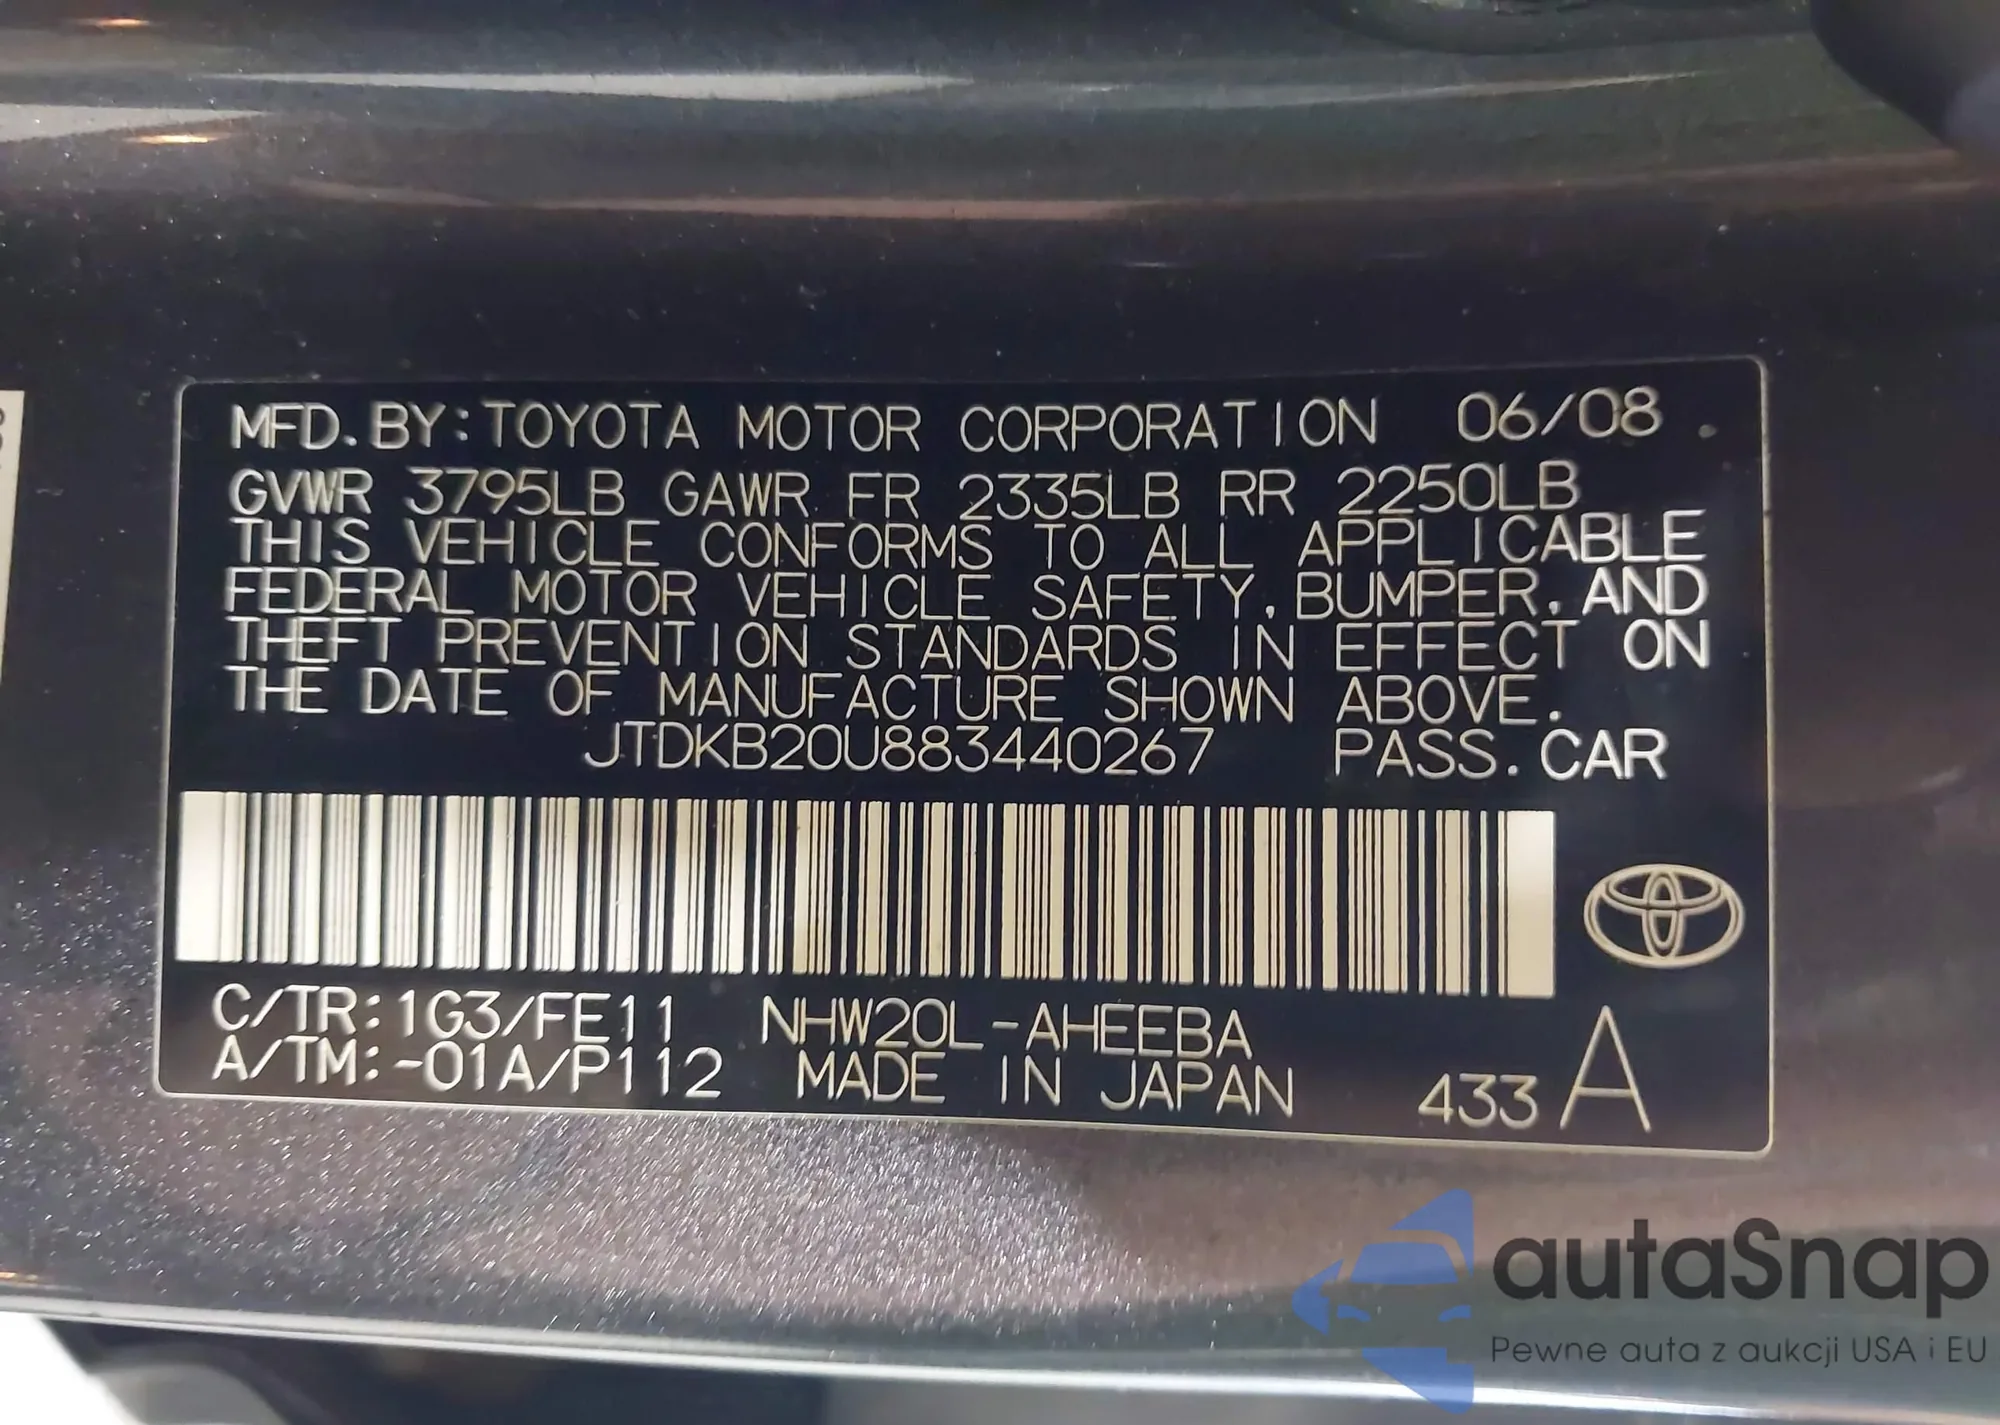 MFD. BY: TOYOTA MOTOR CORPORATION 06/08
GVWR 3795LB GAWR FR 2335LB RR 2250LB
THIS VEHICLE CONFORMS TO ALL APPLICABLE
FEDERAL MOTOR VEHICLE SAFETY, BUMPER, AND
THEFT PREVENTION STANDARDS IN EFFECT ON
THE DATE OF MANUFACTURE SHOWN ABOVE.
JTDKB20U883440267 PASS. CAR
C/TR: 1G3/FE11 NHW20L-AHEEBA
A/TM: -01A/P112 MADE IN JAPAN 433 A
autaSnap
Pewne auta z aukcji USA i EU